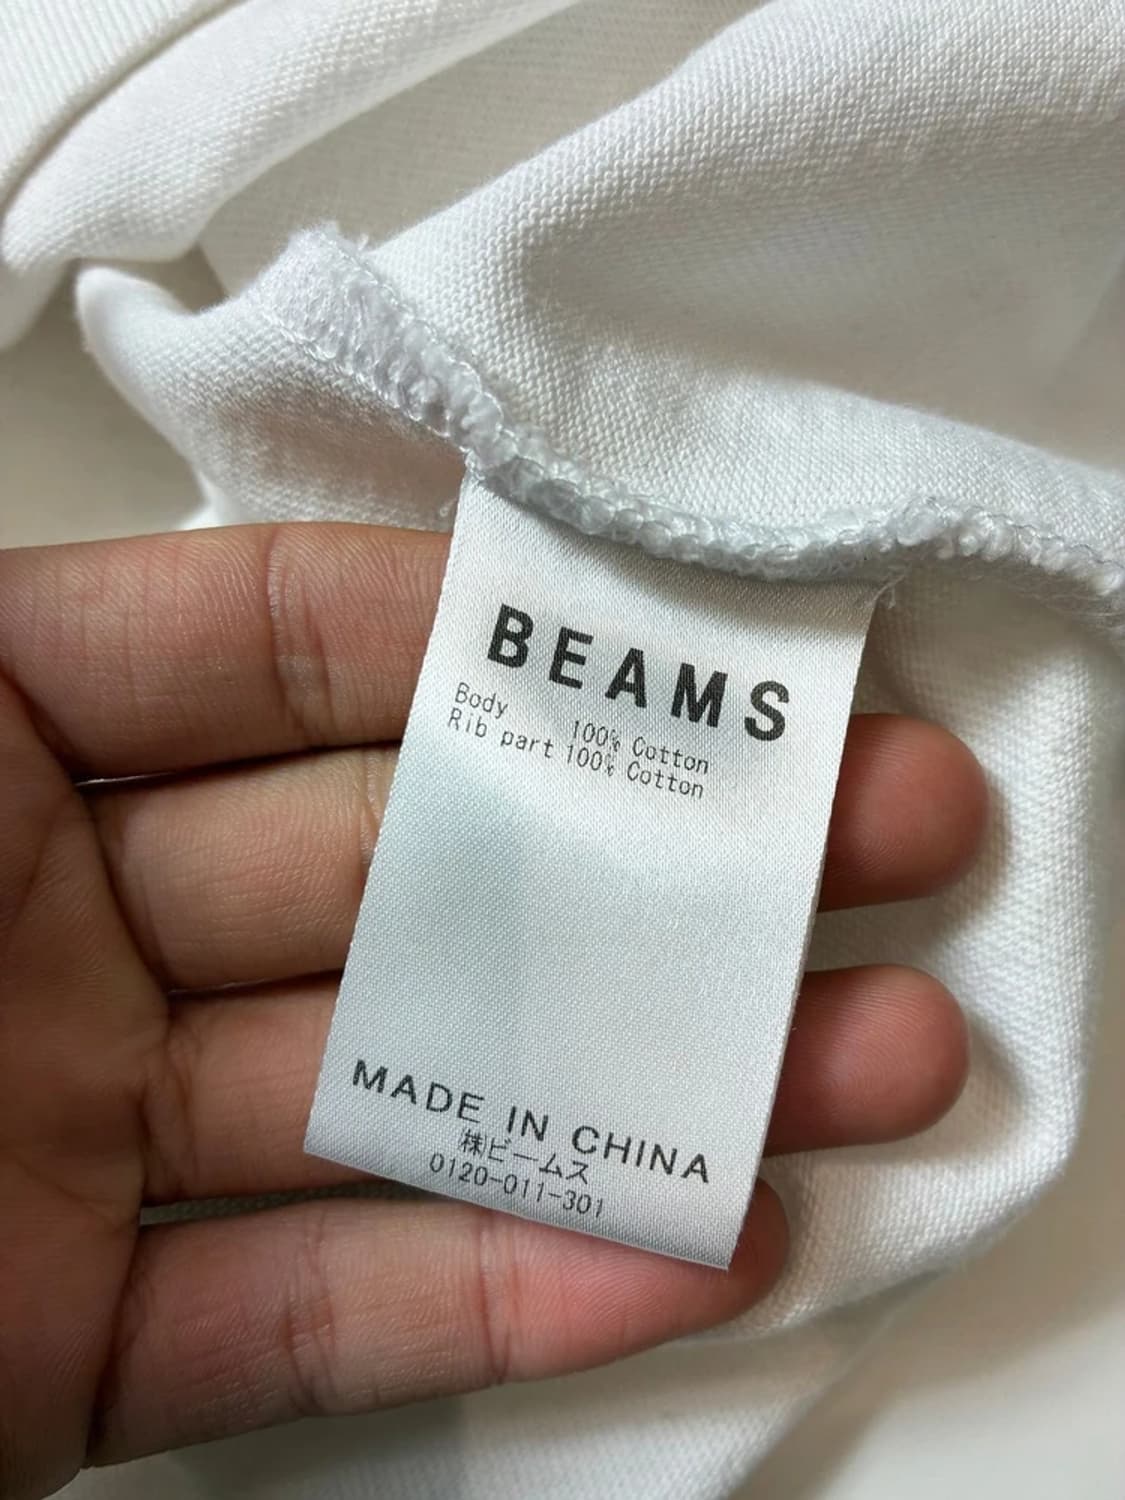 BEAMS
Body 100% Cotton
Rib part 100% Cotton
MADE IN CHINA
㈱ビームス
0120-011-301